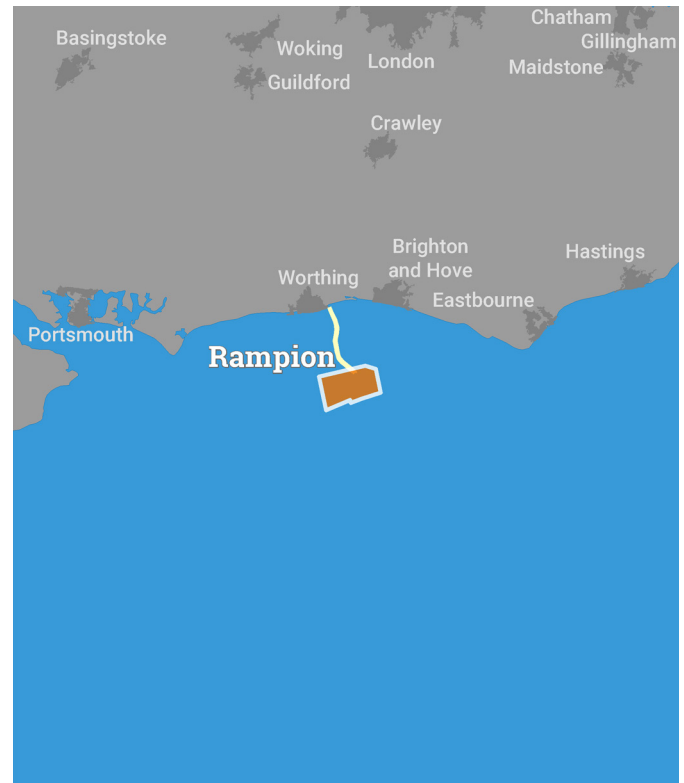 Chatham
Basingstoke
Woking
Gillingham
London
Maidstone
Guildford
Crawley
Brighton
and Hove
Hastings
Worthing
Eastbourne
Portsmouth
Rampion